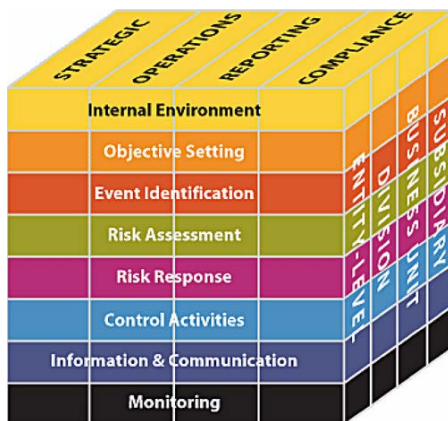 STRATEGIC
OPERATIONS
REPORTING
COMPLIANCE
Internal Environment
Objective Setting
Event Identification
Risk Assessment
Risk Response
Control Activities
Information & Communication
Monitoring
ENTITY-LEVEL
DIVISION
BUSINESS UNIT
SUBSIDIARY